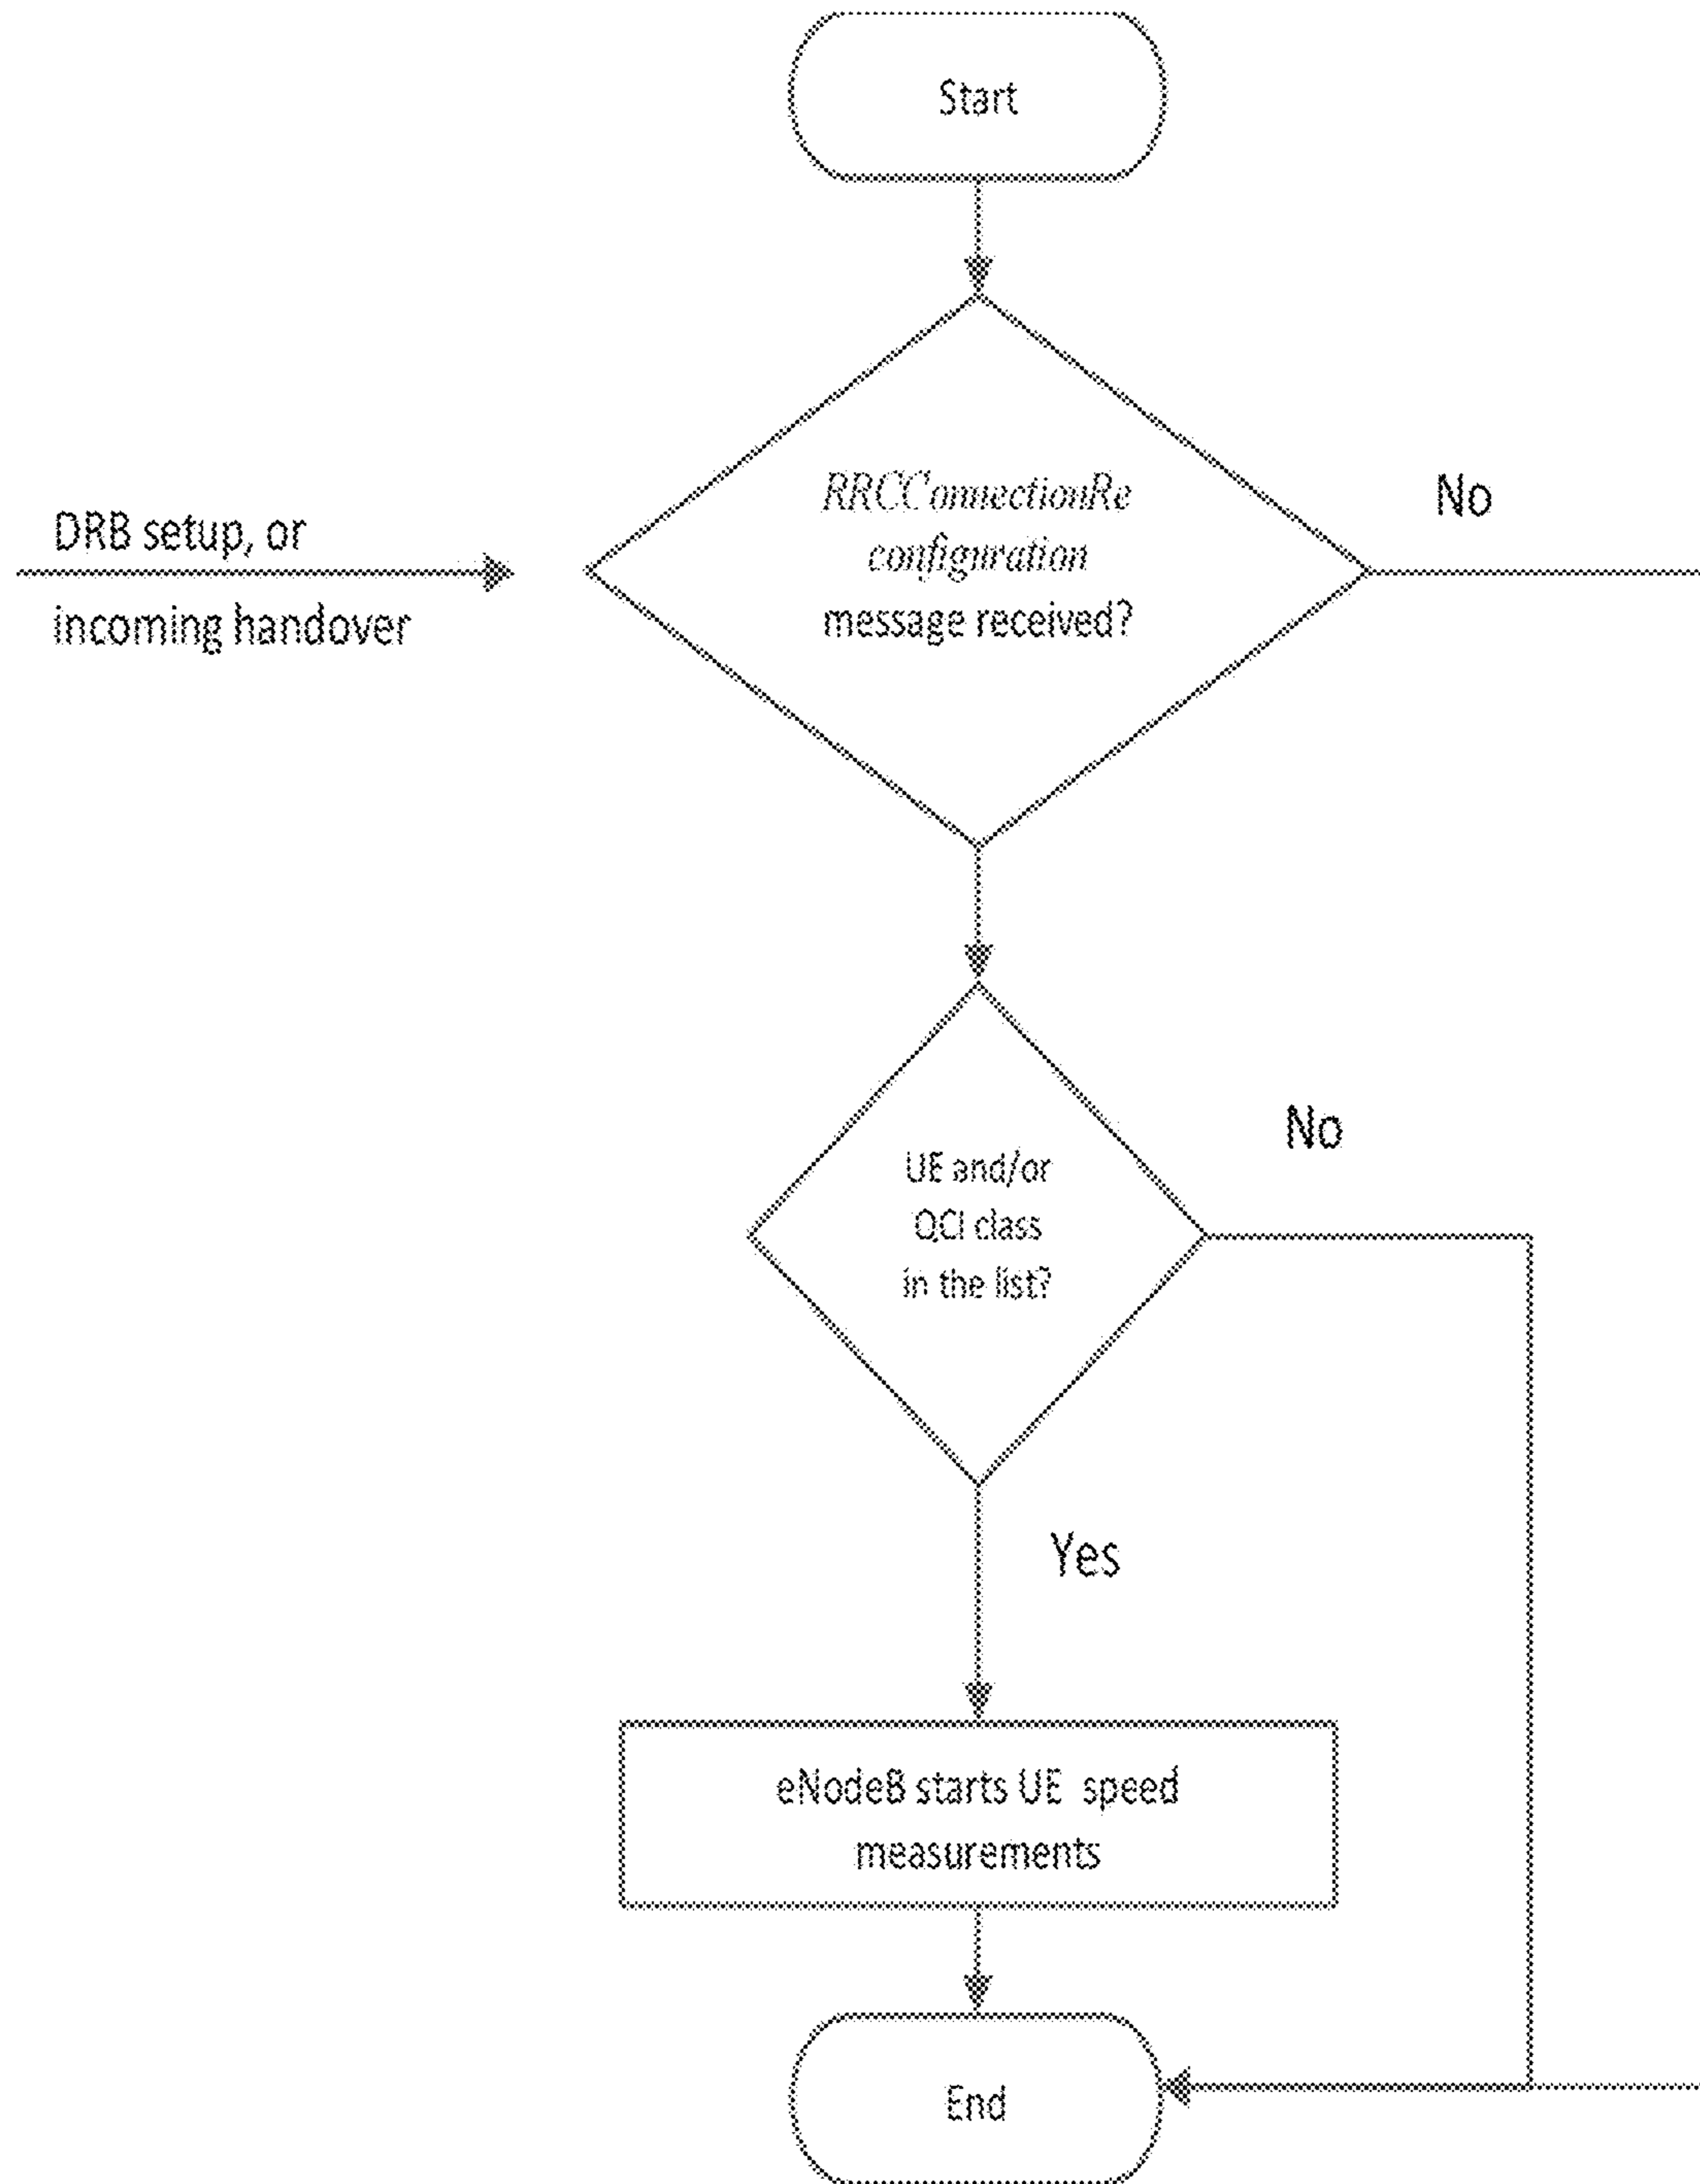 Start
RRCConnectionRe
configuration
message received?
No
DRB setup, or
incoming handover
UE and/or
QCI class
in the list?
No
Yes
eNodeB starts UE speed
measurements
End